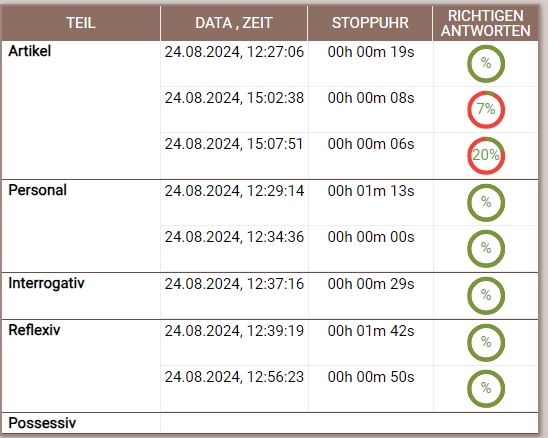 TEIL DATA , ZEIT STOPPUHR RICHTIGEN ANTWORTEN
Artikel 24.08.2024, 12:27:06 00h 00m 19s %
24.08.2024, 15:02:38 00h 00m 08s 7%
24.08.2024, 15:07:51 00h 00m 06s 20%
Personal 24.08.2024, 12:29:14 00h 01m 13s %
24.08.2024, 12:34:36 00h 00m 00s %
Interrogativ 24.08.2024, 12:37:16 00h 00m 29s %
Reflexiv 24.08.2024, 12:39:19 00h 01m 42s %
24.08.2024, 12:56:23 00h 00m 50s %
Possessiv